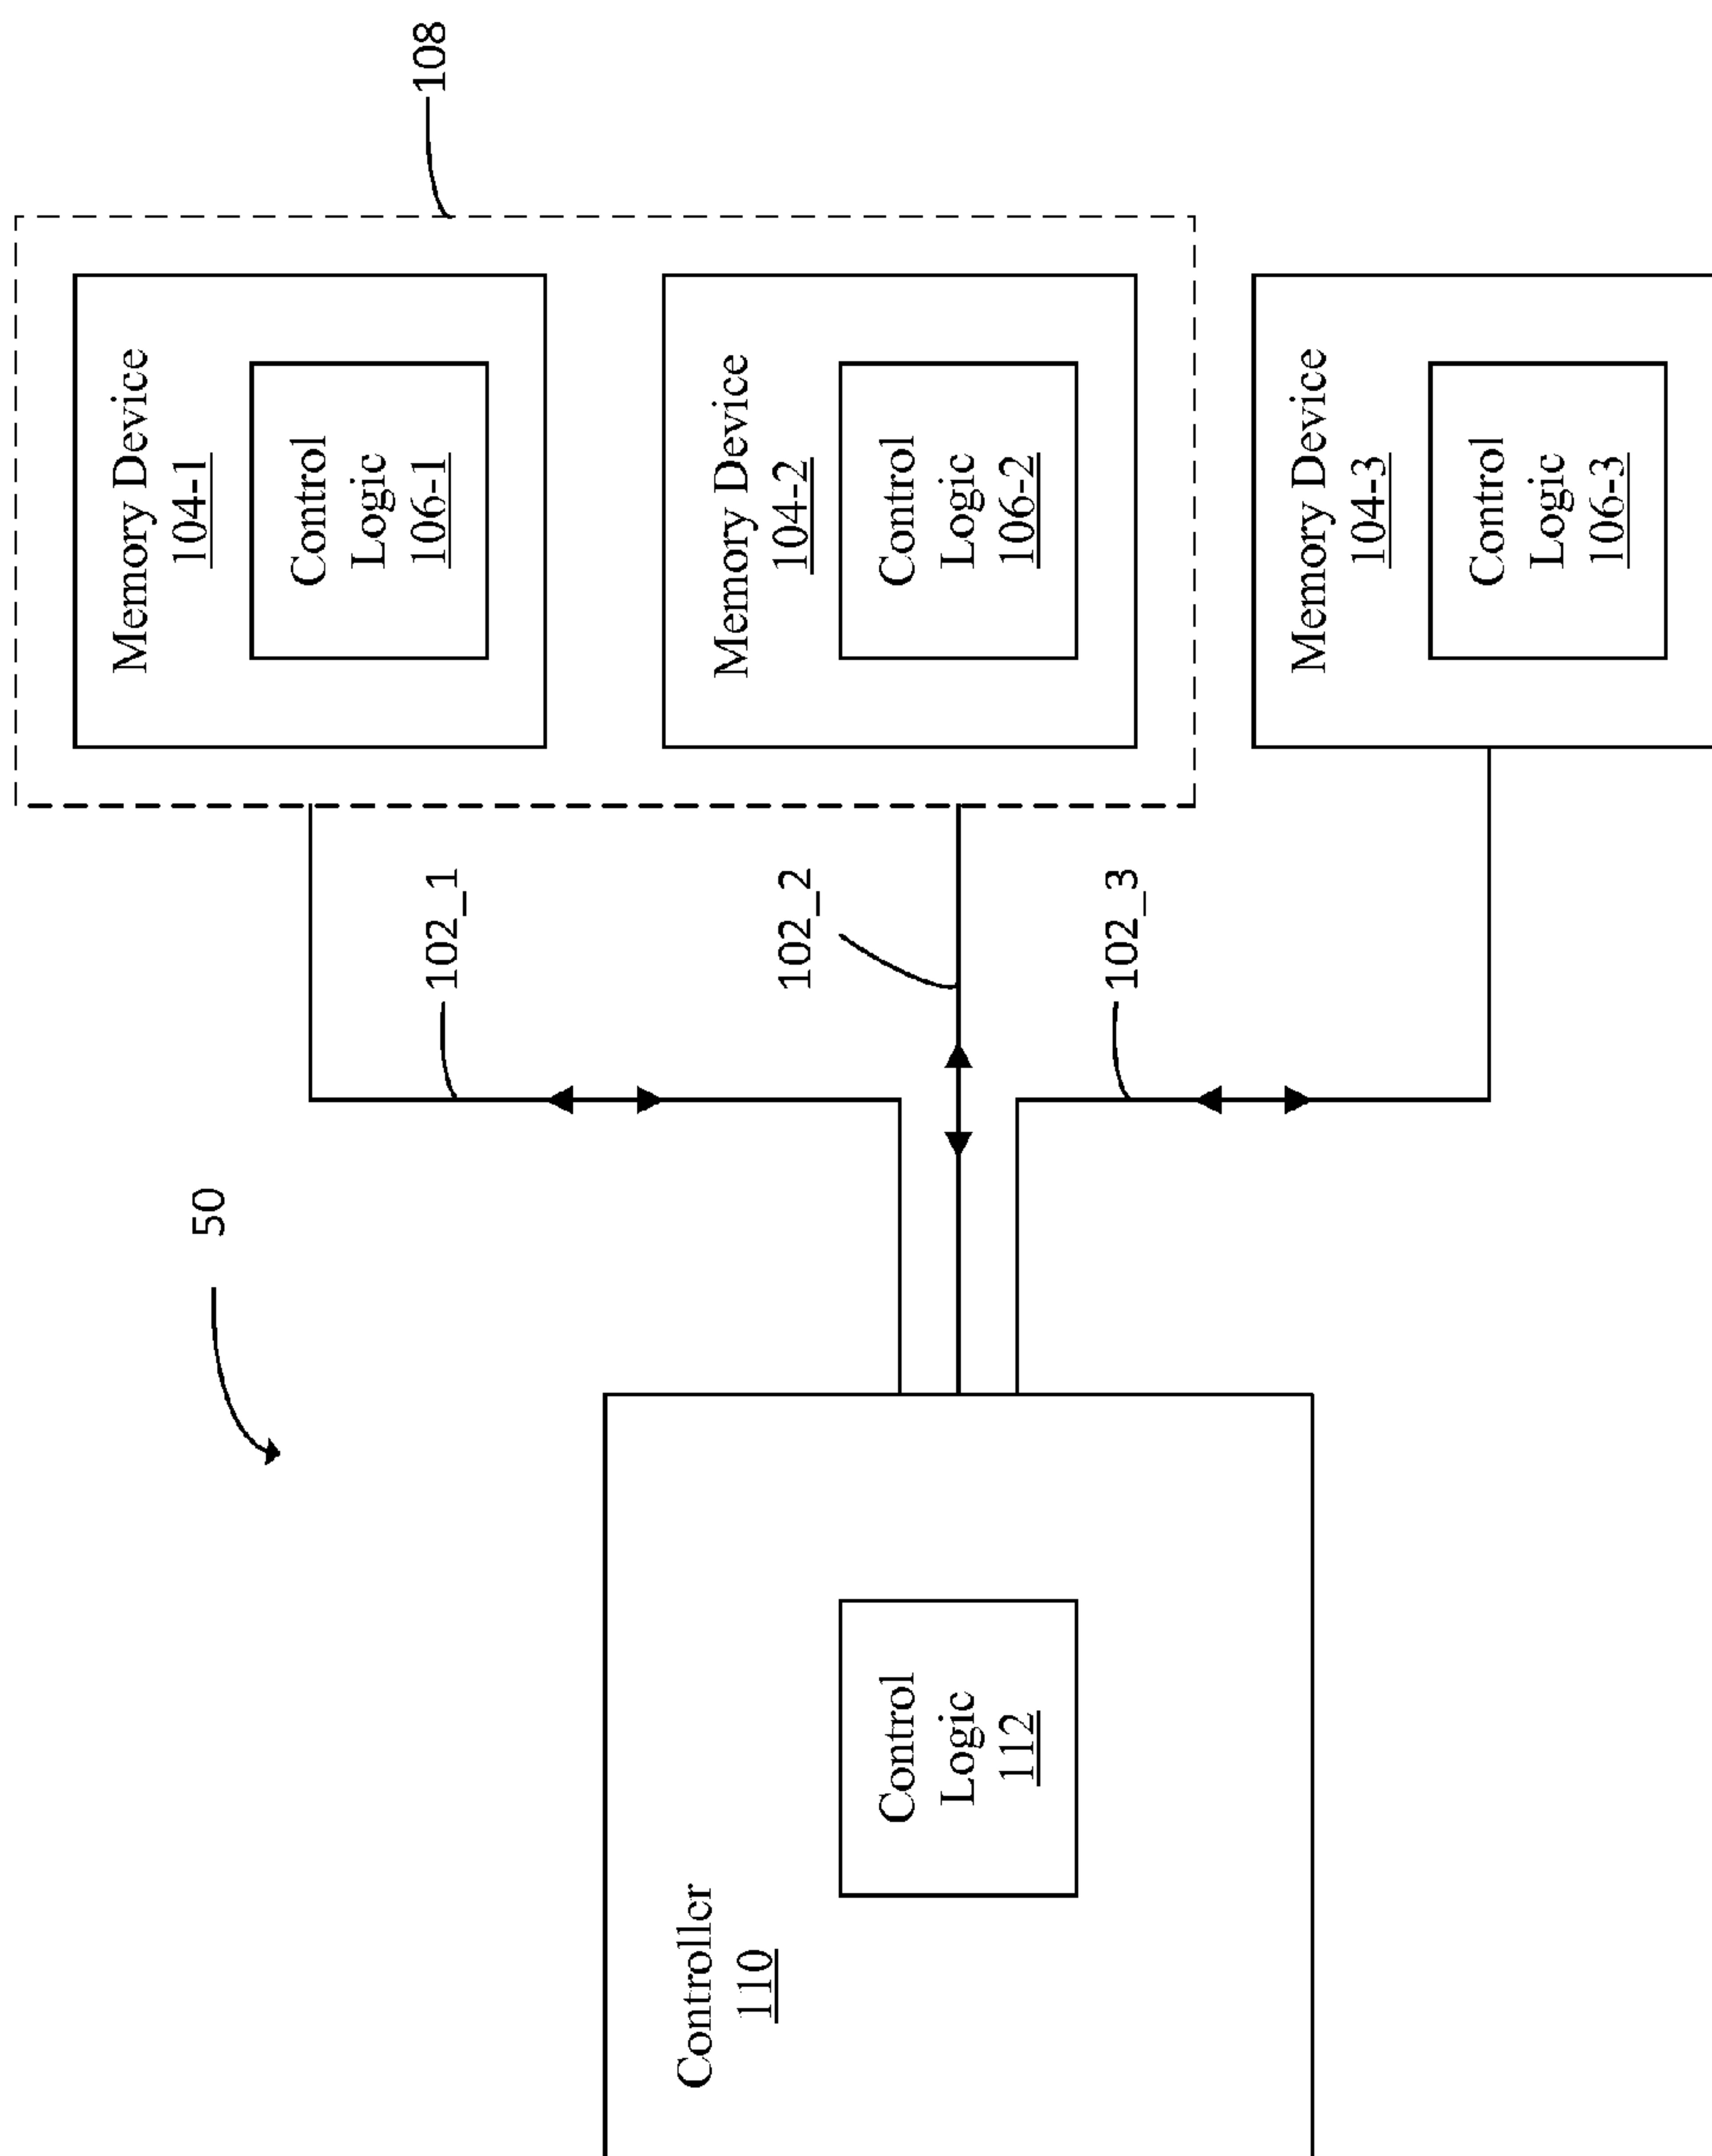 50
108
Memory Device
104-1
Control
Logic
106-1
102_1
Memory Device
104-2
Control
Logic
106-2
102_2
Controller
110
Control
Logic
112
102_3
Memory Device
104-3
Control
Logic
106-3